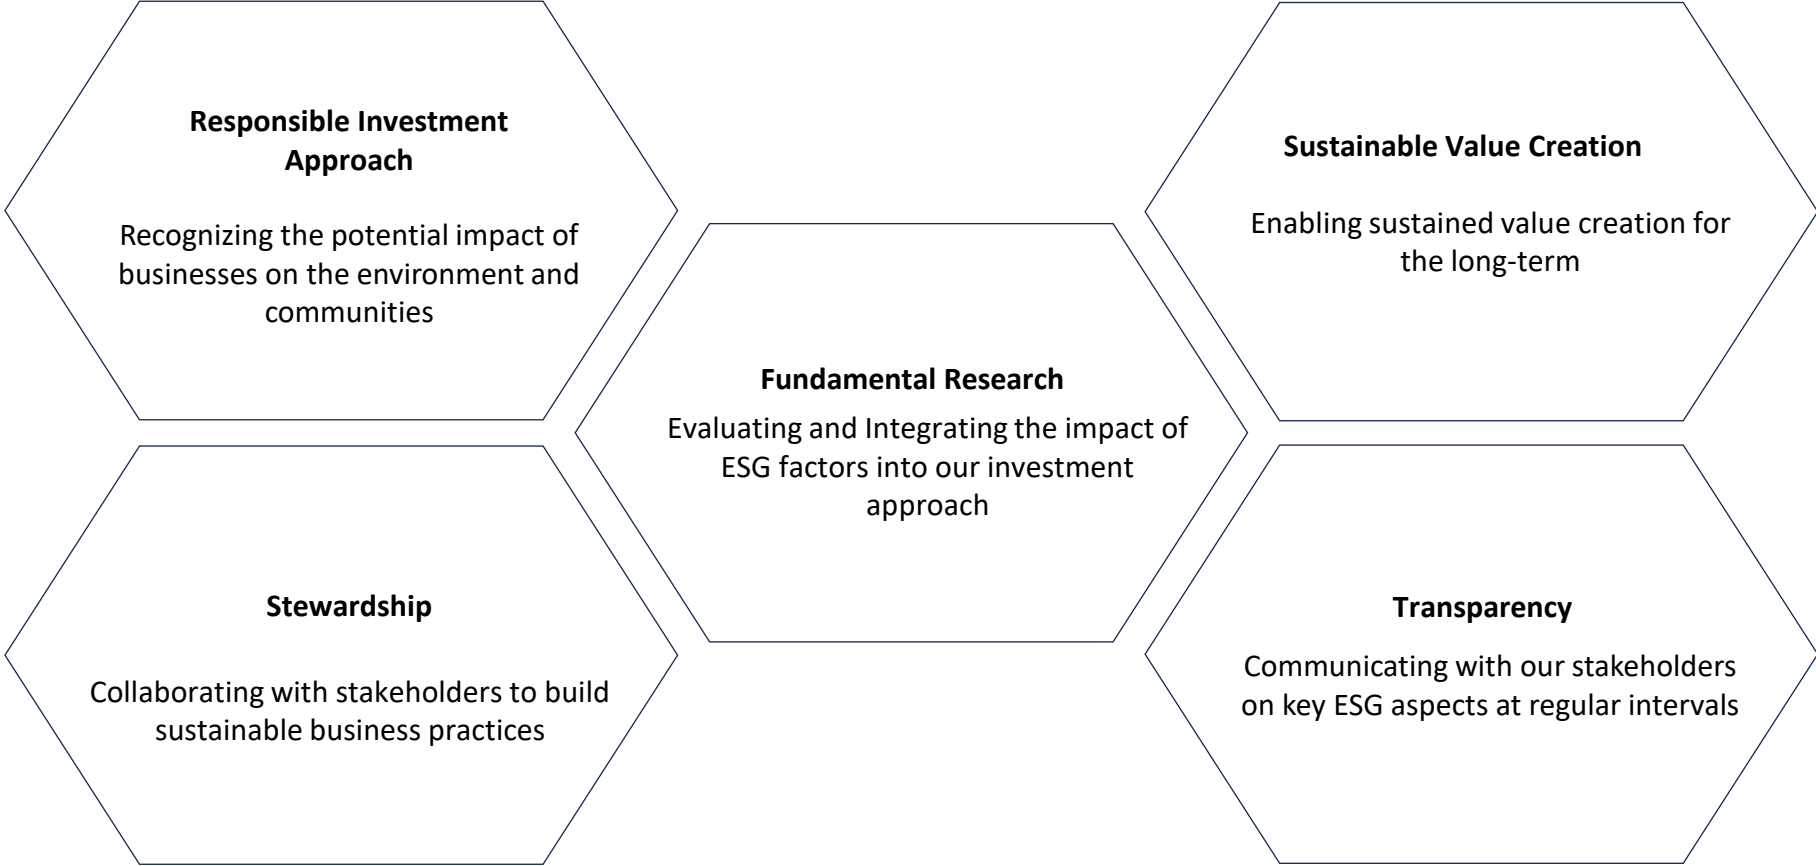 Responsible Investment
Approach
Recognizing the potential impact of
businesses on the environment and
communities
Sustainable Value Creation
Enabling sustained value creation for
the long-term
Fundamental Research
Evaluating and Integrating the impact of
ESG factors into our investment
approach
Stewardship
Collaborating with stakeholders to build
sustainable business practices
Transparency
Communicating with our stakeholders
on key ESG aspects at regular intervals